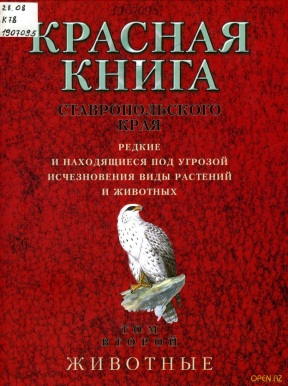 28.08
К78
1907095
КРАСНАЯ
КНИГА
СТАВРОПОЛЬСКОГО
КРАЯ
РЕДКИЕ
И НАХОДЯЩИЕСЯ ПОД УГРОЗОЙ
ИСЧЕЗНОВЕНИЯ ВИДЫ РАСТЕНИЙ
И ЖИВОТНЫХ
ТОМ
ВТОРОЙ
ЖИВОТНЫЕ
OPEN.AZ